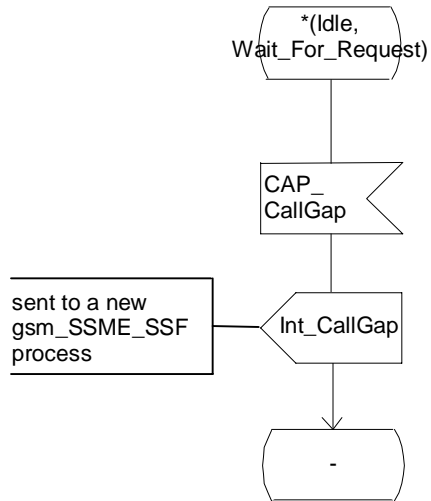 *(Idle,
Wait_For_Request)
CAP_
CallGap
sent to a new
gsm_SSME_SSF
process
Int_CallGap
-